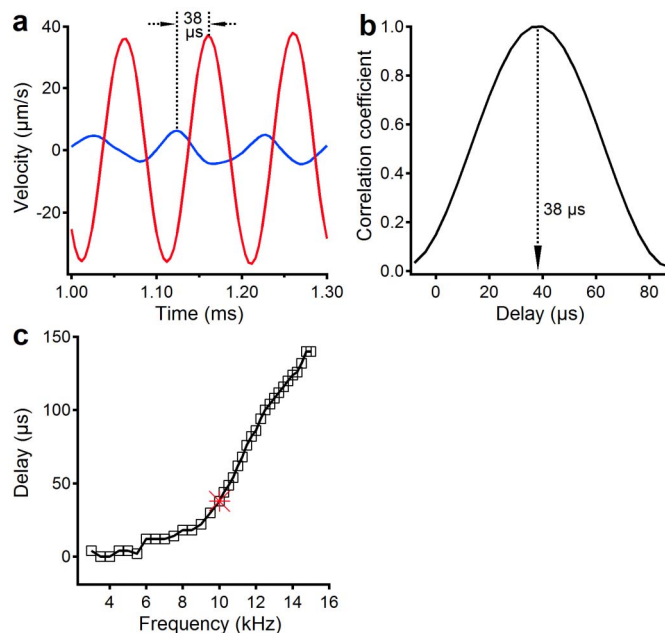 a
38
µs
40
20
0
-20
Velocity (µm/s)
1.00
1.10
1.20
1.30
Time (ms)
b
1.0
0.8
0.6
0.4
0.2
0.0
Correlation coefficient
38 µs
0
20
40
60
80
Delay (µs)
c
150
100
50
0
Delay (µs)
4
6
8
10
12
14
16
Frequency (kHz)